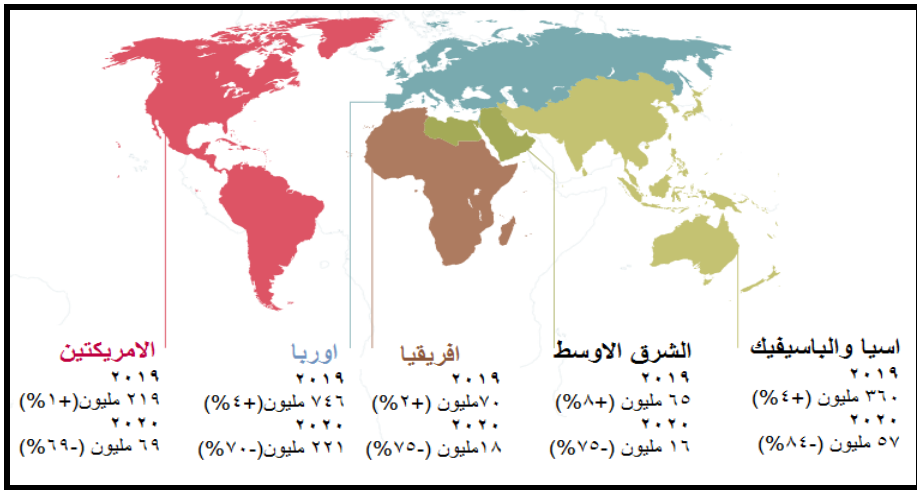 اسيا والباسيفيك
٢٠١٩
٣٦٠ مليون (+٤%)
٢٠٢٠
٥٧ مليون (-٨٤%)
الشرق الاوسط
٢٠١٩
٦٥ مليون (+٨%)
٢٠٢٠
١٦ مليون (-٧٥%)
افريقيا
٢٠١٩
٧٠مليون (+٢%)
٢٠٢٠
١٨مليون (-٧٥%)
اوربا
٢٠١٩
٧٤٦ مليون(+٤%)
٢٠٢٠
٢٢١ مليون(-٧٠%)
الامريكتين
٢٠١٩
٢١٩ مليون(+١%)
٢٠٢٠
٦٩ مليون (-٦٩%)